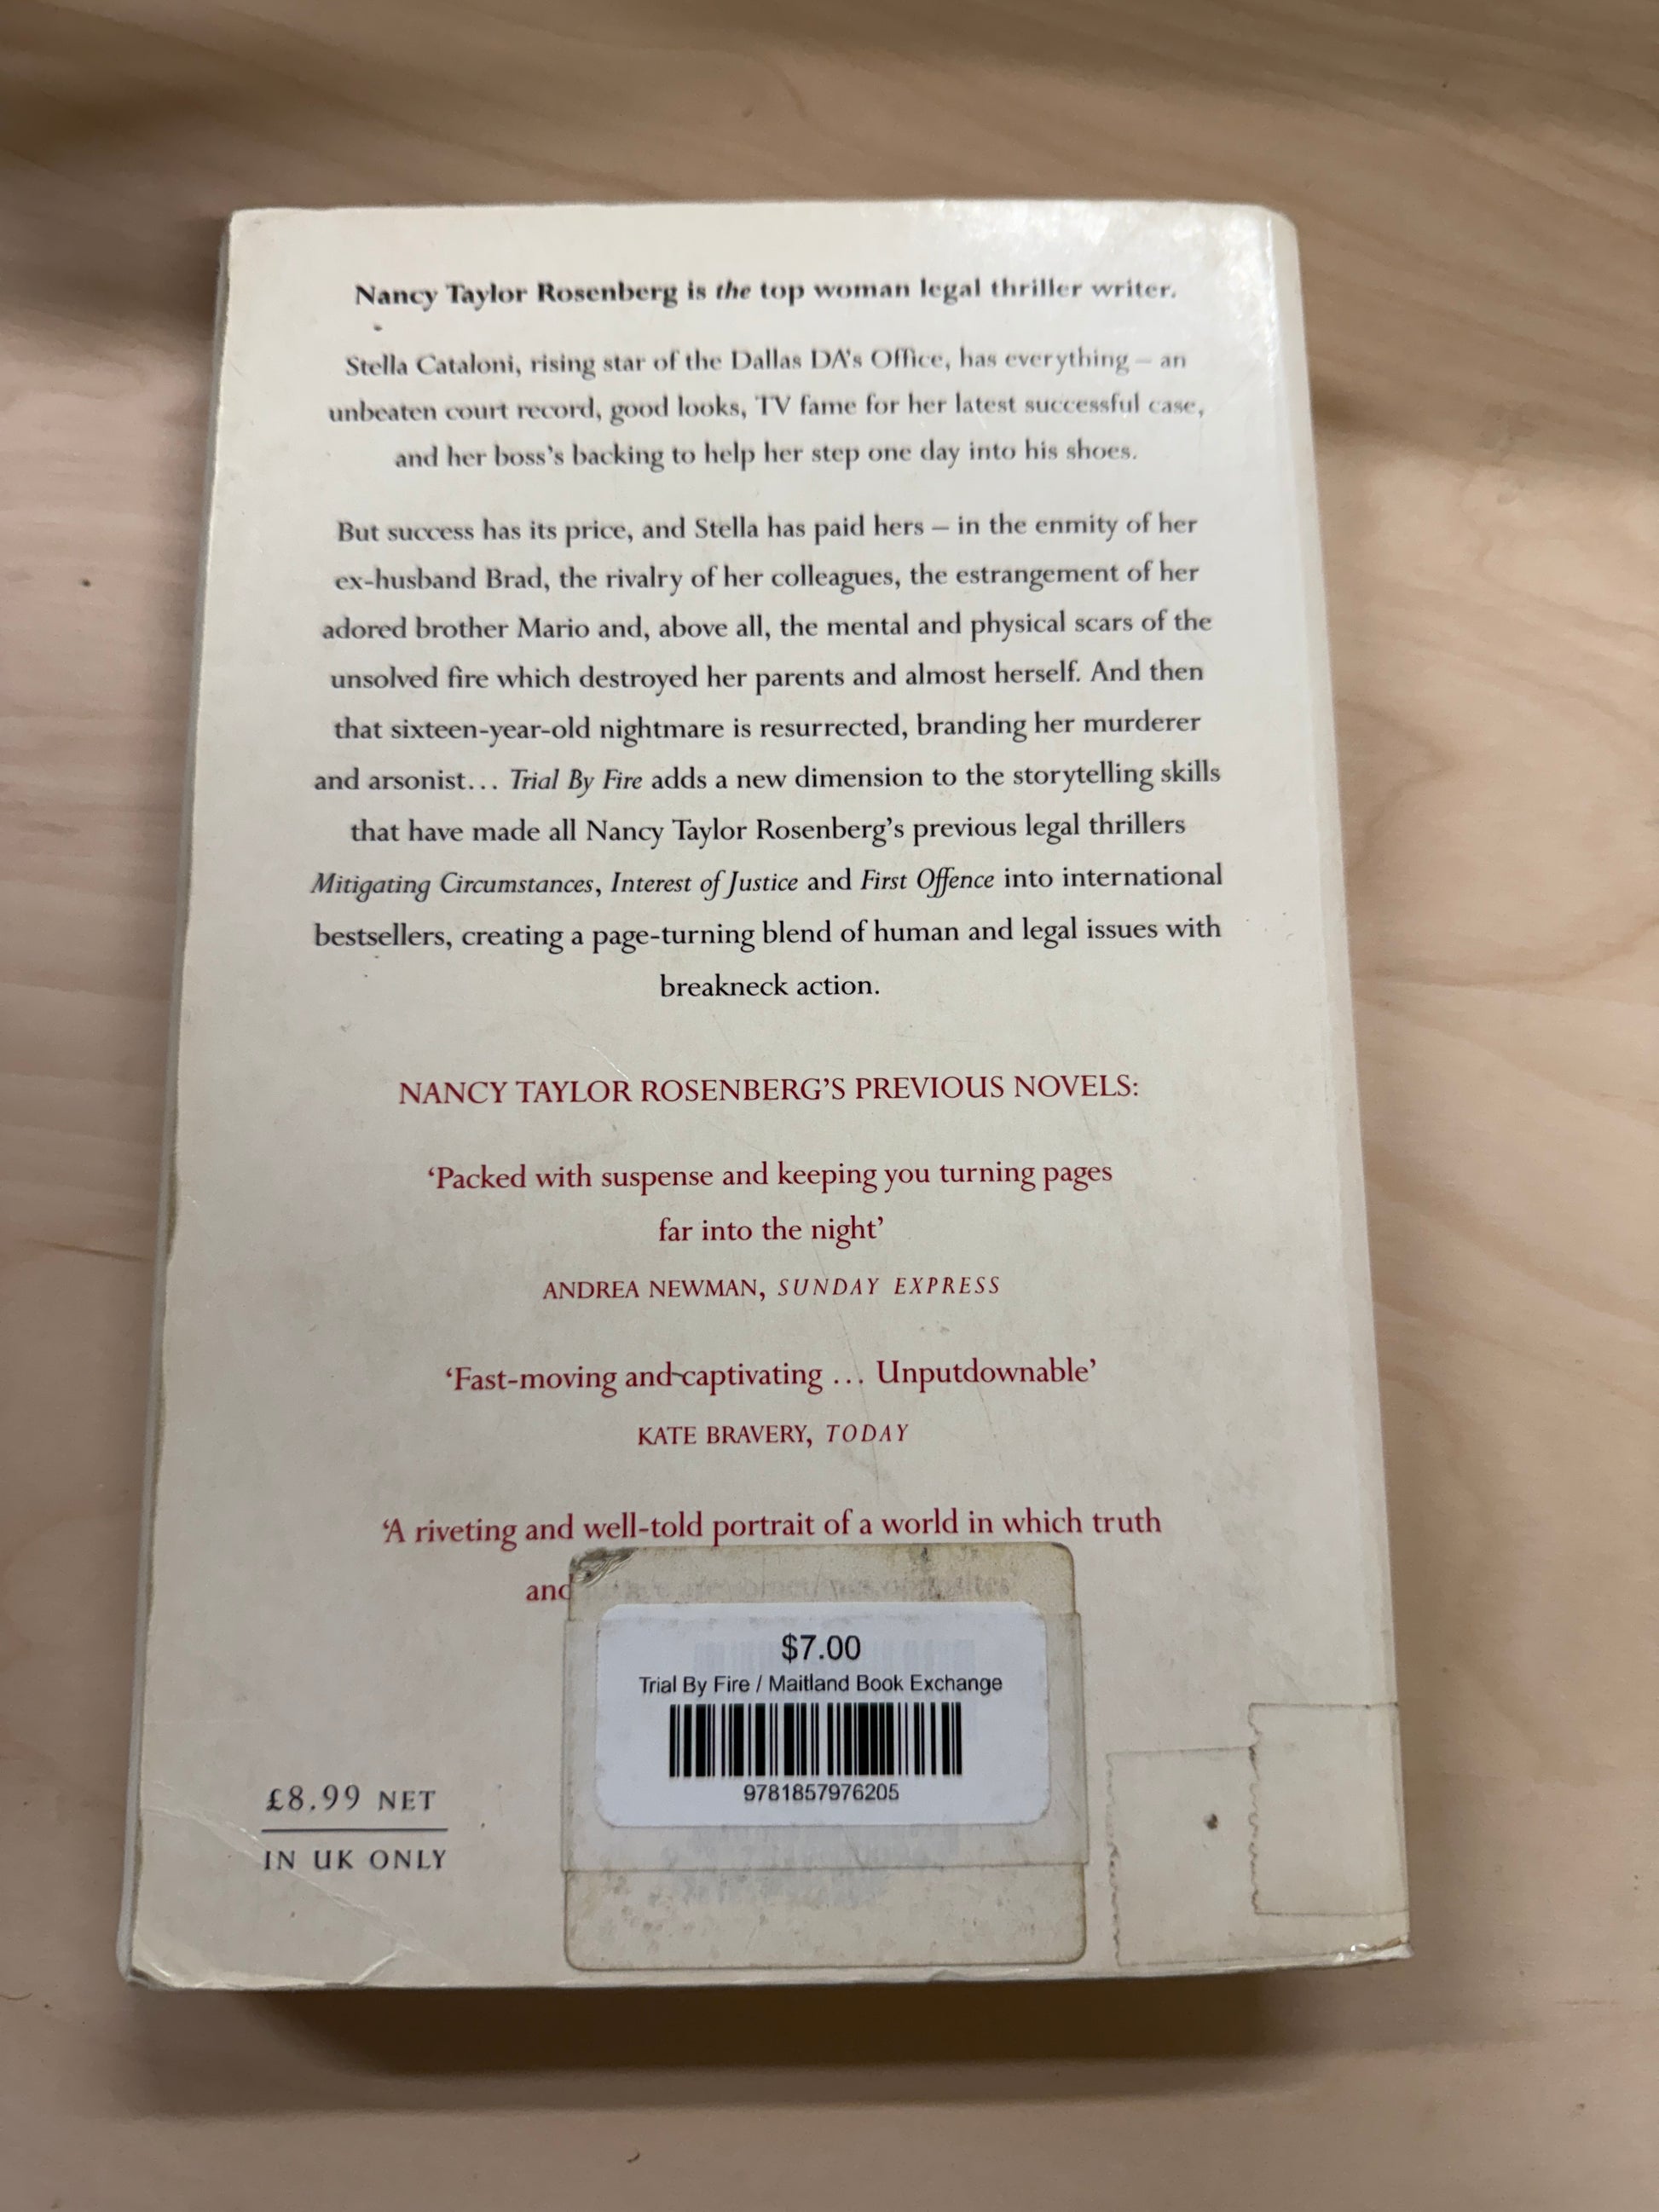 Nancy Taylor Rosenberg is the top woman legal thriller writer.
Stella Cataloni, rising star of the Dallas DA's Office, has everything – an
unbeaten court record, good looks, TV fame for her latest successful case,
and her boss's backing to help her step one day into his shoes.
But success has its price, and Stella has paid hers – in the enmity of her
ex-husband Brad, the rivalry of her colleagues, the estrangement of her
adored brother Mario and, above all, the mental and physical scars of the
unsolved fire which destroyed her parents and almost herself. And then
that sixteen-year-old nightmare is resurrected, branding her murderer
and arsonist... Trial By Fire adds a new dimension to the storytelling skills
that have made all Nancy Taylor Rosenberg's previous legal thrillers
Mitigating Circumstances, Interest of Justice and First Offence into international
bestsellers, creating a page-turning blend of human and legal issues with
breakneck action.
NANCY TAYLOR ROSENBERG'S PREVIOUS NOVELS:
'Packed with suspense and keeping you turning pages
far into the night'
ANDREA NEWMAN, SUNDAY EXPRESS
'Fast-moving and captivating ... Unputdownable'
KATE BRAVERY, TODAY
'A riveting and well-told portrait of a world in which truth
and
$7.00
Trial By Fire / Maitland Book Exchange
9781857976205
£8.99 NET
IN UK ONLY